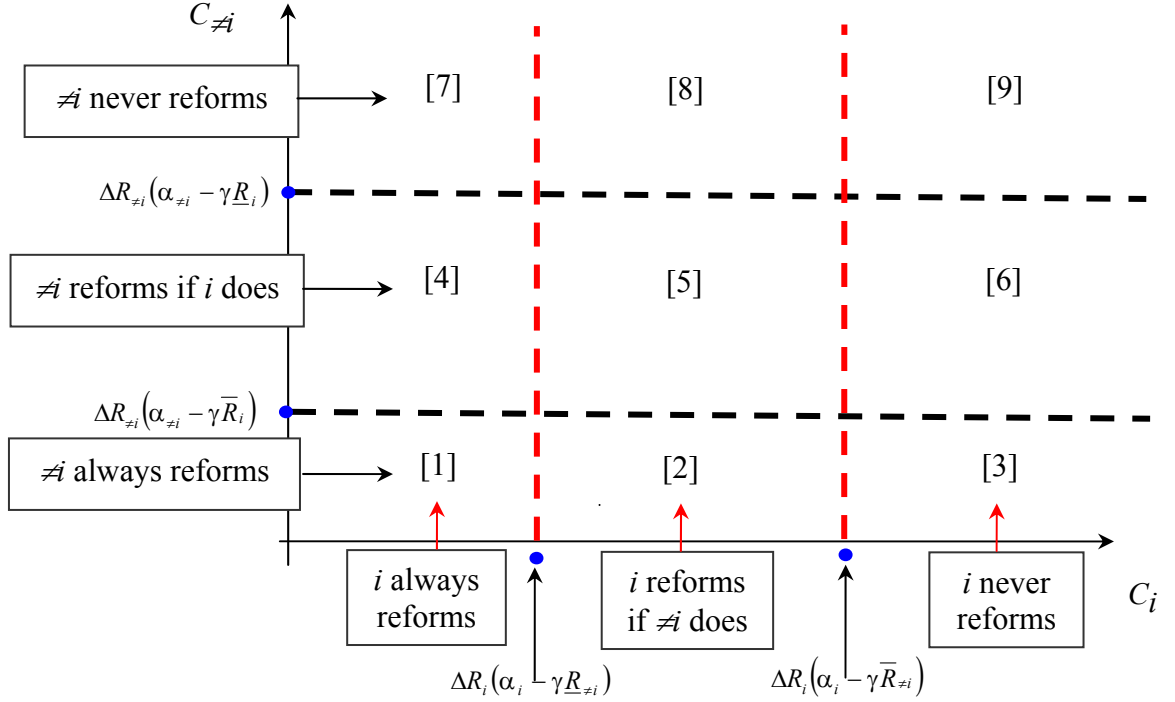 C≠i
≠i never reforms
[7] [8] [9]
ΔR≠i(α≠i − γR̲i)
≠i reforms if i does
[4] [5] [6]
ΔR≠i(α≠i − γR̅i)
≠i always reforms
[1] [2] [3]
i always
reforms
i reforms
if ≠i does
i never
reforms
Ci
ΔRi(αi − γR̲≠i)
ΔRi(αi − γR̅≠i)